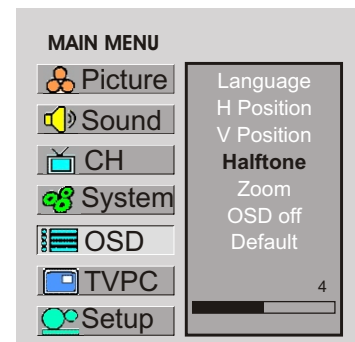 MAIN MENU
Picture
Sound
CH
System
OSD
TVPC
Setup
Language
H Position
V Position
Halftone
Zoom
OSD off
Default
4